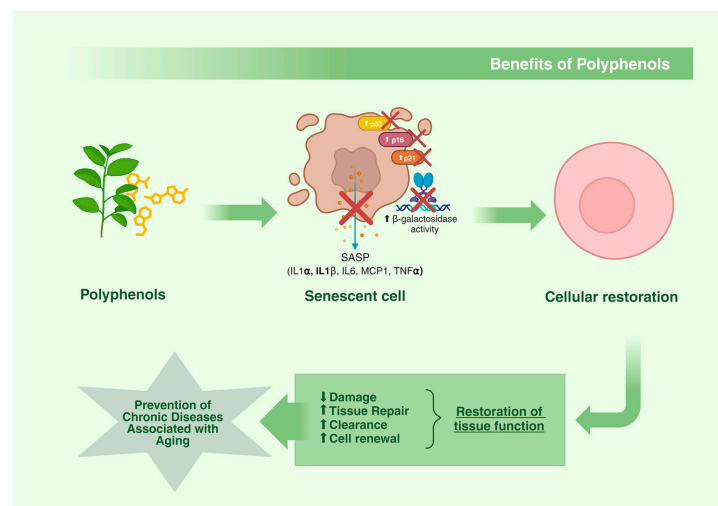 Benefits of Polyphenols
⬆ p53
⬆ p16
⬆ p21
⬆ β-galactosidase
activity
SASP
(IL1α, IL1β, IL6, MCP1, TNFα)
Polyphenols
Senescent cell
Cellular restoration
Prevention of
Chronic Diseases
Associated with
Aging
⬇ Damage
⬆ Tissue Repair
⬆ Clearance
⬆ Cell renewal
Restoration of
tissue function